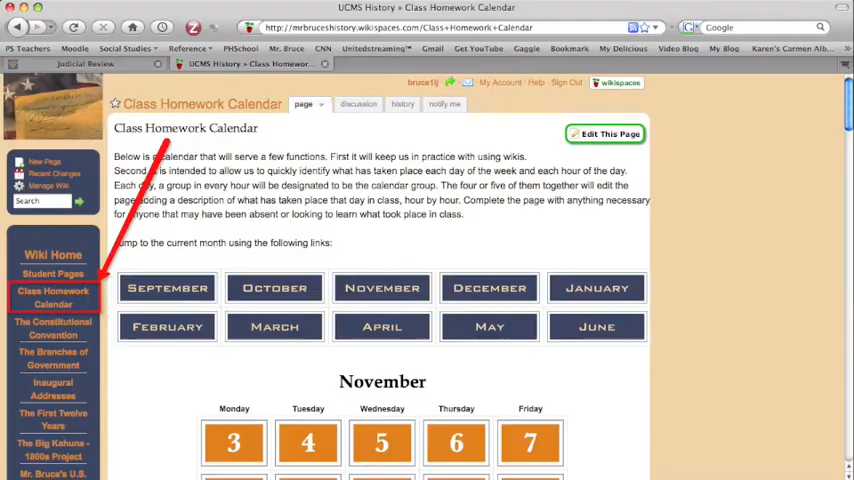 UCMS History » Class Homework Calendar
http://mrbruceshistory.wikispaces.com/Class+Homework+Calendar
Google
PS Teachers Moodle Social Studies Reference PHSchool Mr. Bruce CNN Unitedstreaming™ Gmail Get YouTube Gaggle Bookmark My Delicious Video Blog My Blog Karen's Carmen Alb...
Judicial Review
UCMS History » Class Homewor...
bruce1lj My Account · Help · Sign Out · wikispaces
Class Homework Calendar
page discussion history notify me
Class Homework Calendar
Edit This Page
Below is a calendar that will serve a few functions. First it will keep us in practice with using wikis.
Second, it is intended to allow us to quickly identify what has taken place each day of the week and each hour of the day.
Each day, a group in every hour will be designated to be the calendar group. The four or five of them together will edit the
page adding a description of what has taken place that day in class, hour by hour. Complete the page with anything necessary
for anyone that may have been absent or looking to learn what took place in class.
Jump to the current month using the following links:
SEPTEMBER OCTOBER NOVEMBER DECEMBER JANUARY
FEBRUARY MARCH APRIL MAY JUNE
November
Monday Tuesday Wednesday Thursday Friday
3 4 5 6 7
New Page
Recent Changes
Manage Wiki
Search
Wiki Home
Student Pages
Class Homework
Calendar
The Constitutional
Convention
The Branches of
Government
Inaugural
Addresses
The First Twelve
Years
The Big Kahuna -
1800s Project
Mr. Bruce's U.S.